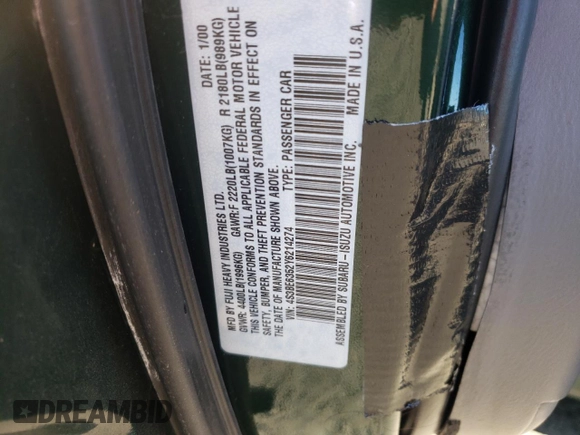 MFD BY FUJI HEAVY INDUSTRIES LTD. DATE: 1/00
GVWR: 4400LB(1996KG) GAWR:F 2220LB(1007KG) R 2180LB(989KG)
THIS VEHICLE CONFORMS TO ALL APPLICABLE FEDERAL MOTOR VEHICLE
SAFETY, BUMPER, AND THEFT PREVENTION STANDARDS IN EFFECT ON
THE DATE OF MANUFACTURE SHOWN ABOVE.
VIN: 4S3BE6352Y6214274 TYPE: PASSENGER CAR
ASSEMBLED BY SUBARU-ISUZU AUTOMOTIVE INC. MADE IN U.S.A.
DREAMBID